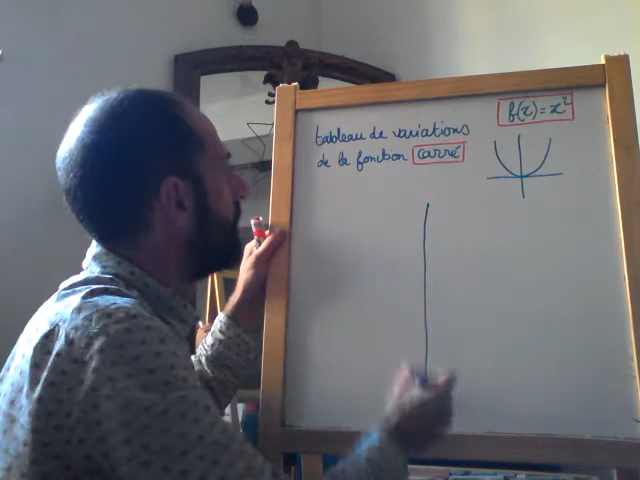 f(x) = x²
tableau de variations
de la fonction carré